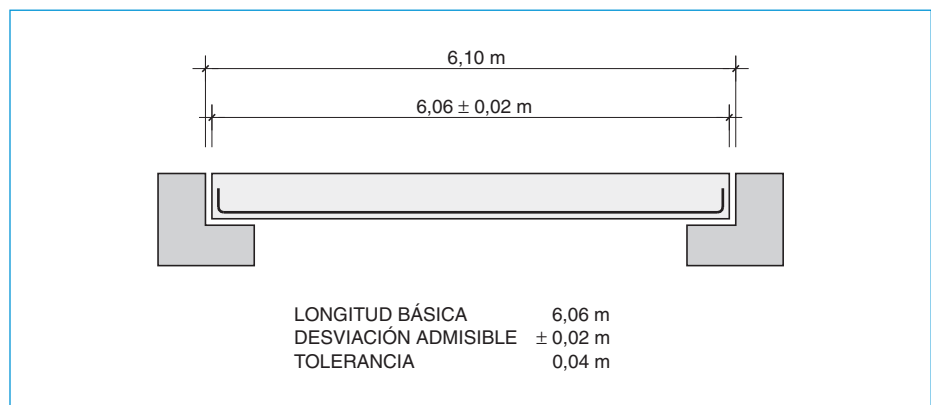 6,10 m
6,06 ± 0,02 m
LONGITUD BÁSICA 6,06 m
DESVIACIÓN ADMISIBLE ± 0,02 m
TOLERANCIA 0,04 m